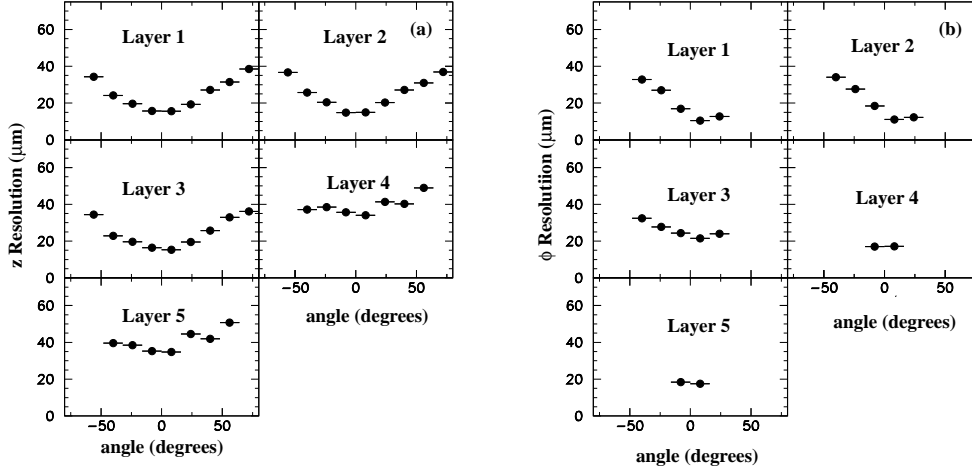 (a)
Layer 1
Layer 2
60
40
20
0
Layer 3
Layer 4
60
40
20
0
−50 0 50
angle (degrees)
Layer 5
60
40
20
0
−50 0 50
angle (degrees)
z Resolution (μm)
(b)
Layer 1
Layer 2
60
40
20
0
Layer 3
Layer 4
60
40
20
0
−50 0 50
angle (degrees)
Layer 5
60
40
20
0
−50 0 50
angle (degrees)
ϕ Resolutiion (μm)